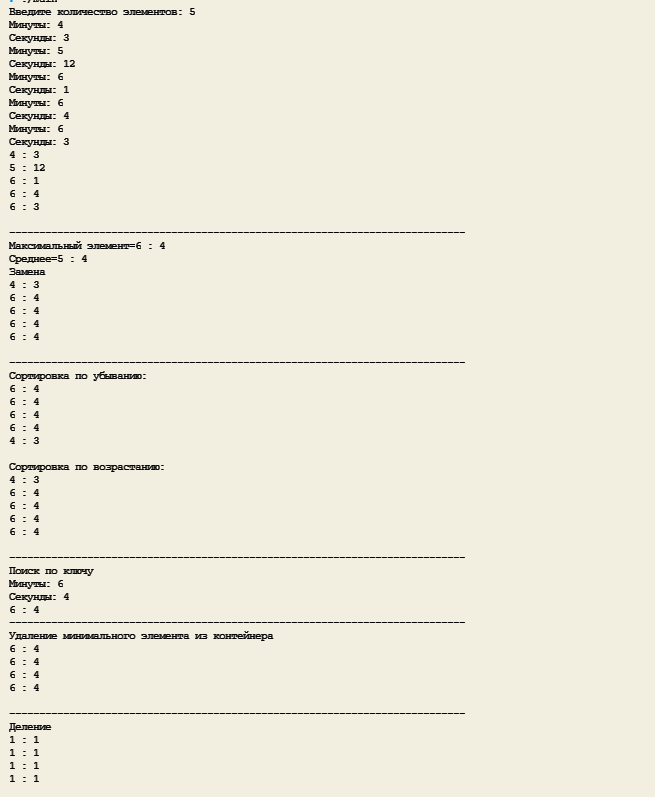 Введите количество элементов: 5
Минуты: 4
Секунды: 3
Минуты: 5
Секунды: 12
Минуты: 6
Секунды: 1
Минуты: 6
Секунды: 4
Минуты: 6
Секунды: 3
4 : 3
5 : 12
6 : 1
6 : 4
6 : 3
----------------------------------------------------------------------------
Максимальный элемент=6 : 4
Среднее=5 : 4
Замена
4 : 3
6 : 4
6 : 4
6 : 4
6 : 4
----------------------------------------------------------------------------
Сортировка по убыванию:
6 : 4
6 : 4
6 : 4
6 : 4
4 : 3
Сортировка по возрастанию:
4 : 3
6 : 4
6 : 4
6 : 4
6 : 4
----------------------------------------------------------------------------
Поиск по ключу
Минуты: 6
Секунды: 4
6 : 4
----------------------------------------------------------------------------
Удаление минимального элемента из контейнера
6 : 4
6 : 4
6 : 4
6 : 4
----------------------------------------------------------------------------
Деление
1 : 1
1 : 1
1 : 1
1 : 1